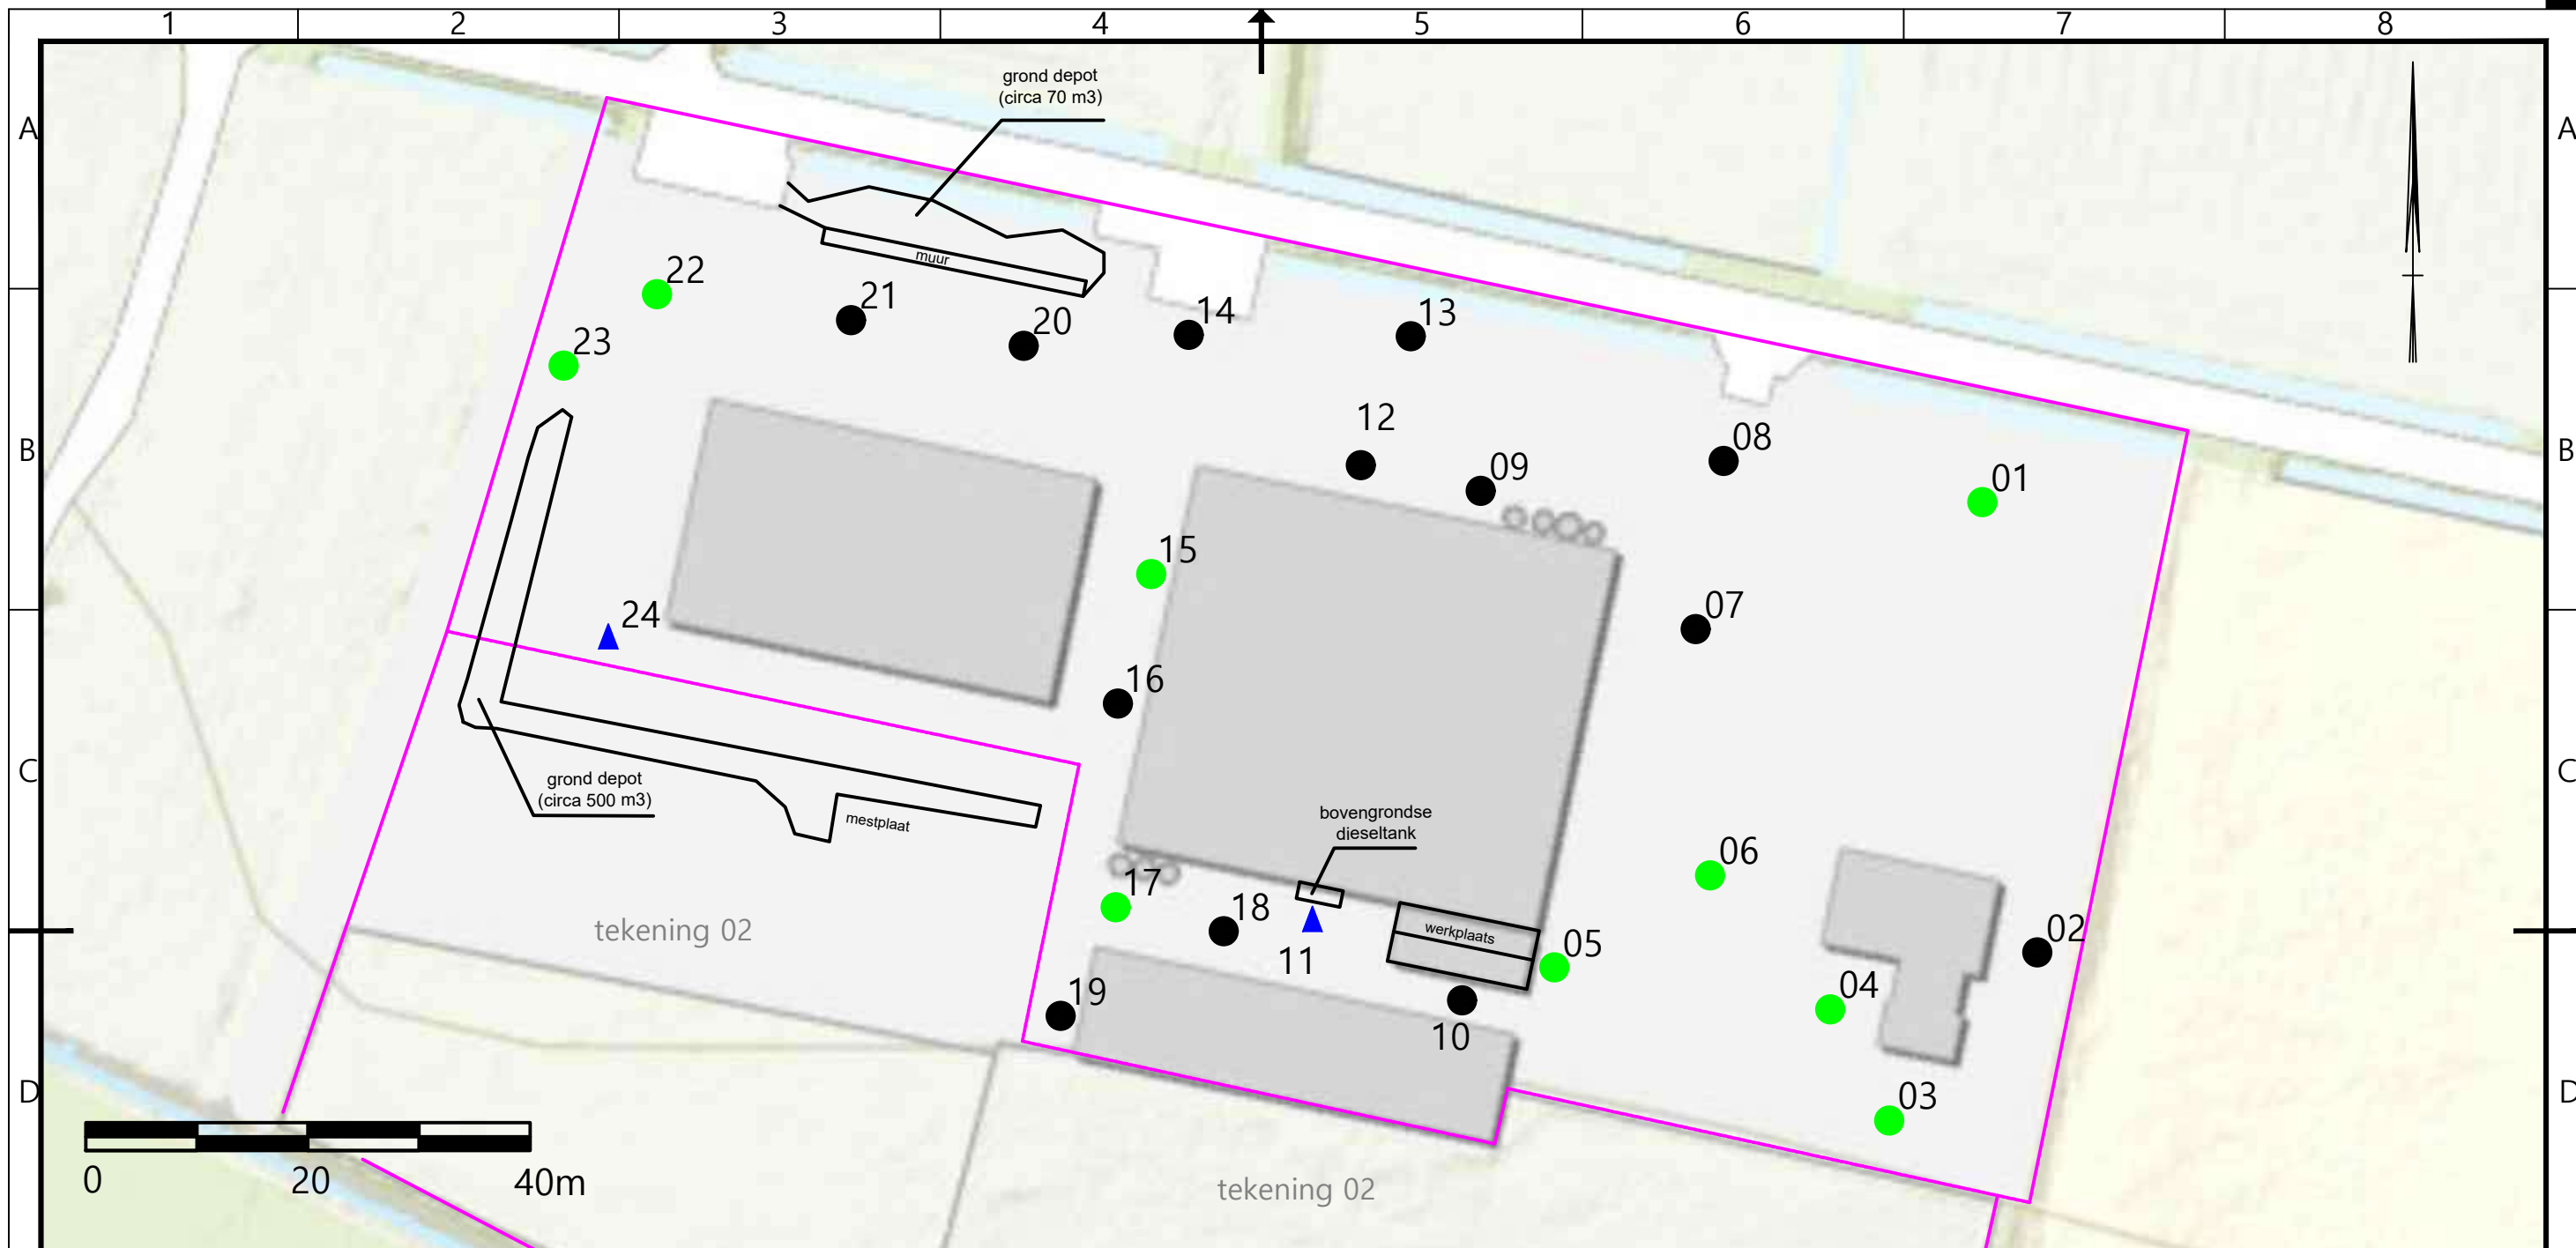 1 2 3 4 5 6 7 8
grond depot
(circa 70 m3)
A A
muur
22
21
20
14
13
23
12
B B
09
08
01
15
24
07
16
C C
grond depot
(circa 500 m3)
mestplaat
bovengrondse
dieseltank
06
17
18
werkplaats
02
tekening 02
11
05
19
04
10
D D
03
0 20 40m
tekening 02